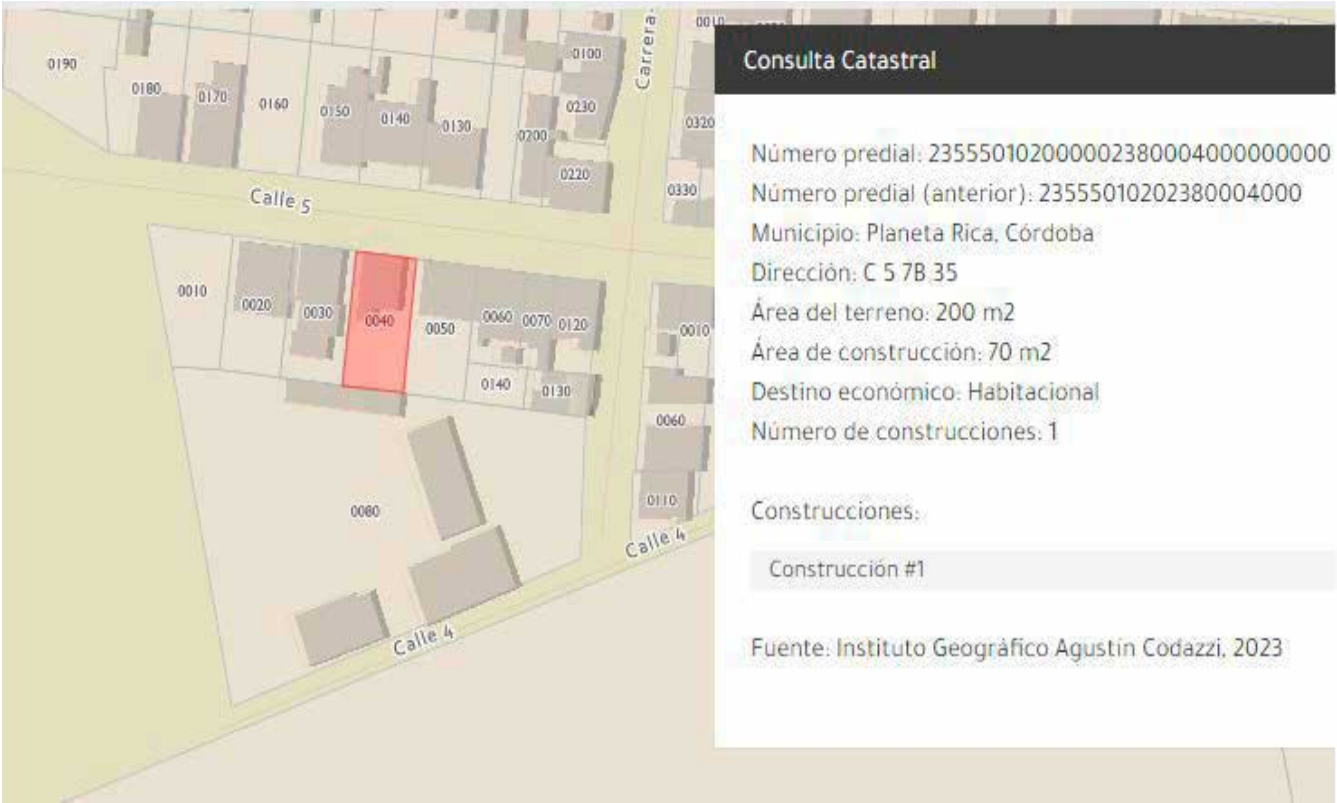 0190
0180
0170
0160
0150
0140
0130
0200
0100
0230
0220
Carrera
0010
0320
0330
Calle 5
0010
0020
0030
0040
0050
0060
0070
0120
0140
0130
0010
0060
0110
0080
Calle 4
Calle 4
Consulta Catastral
Número predial: 235550102000002380004000000000
Número predial (anterior): 23555010202380004000
Municipio: Planeta Rica, Córdoba
Dirección: C 5 7B 35
Área del terreno: 200 m2
Área de construcción: 70 m2
Destino económico: Habitacional
Número de construcciones: 1
Construcciones:
Construcción #1
Fuente: Instituto Geográfico Agustín Codazzi, 2023